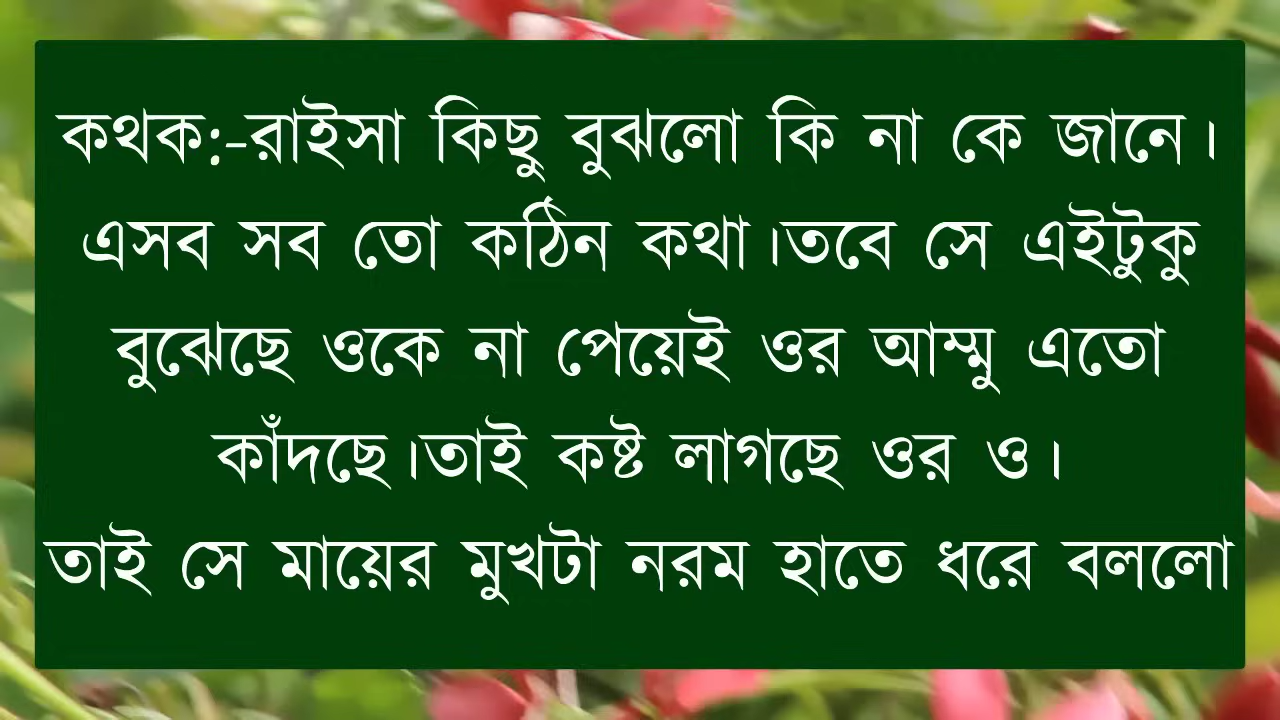 কথক:-রাইসা কিছু বুঝলো কি না কে জানে।
এসব সব তো কঠিন কথা।তবে সে এইটুকু
বুঝেছে ওকে না পেয়েই ওর আম্মু এতো
কাঁদছে।তাই কষ্ট লাগছে ওর ও।
তাই সে মায়ের মুখটা নরম হাতে ধরে বললো